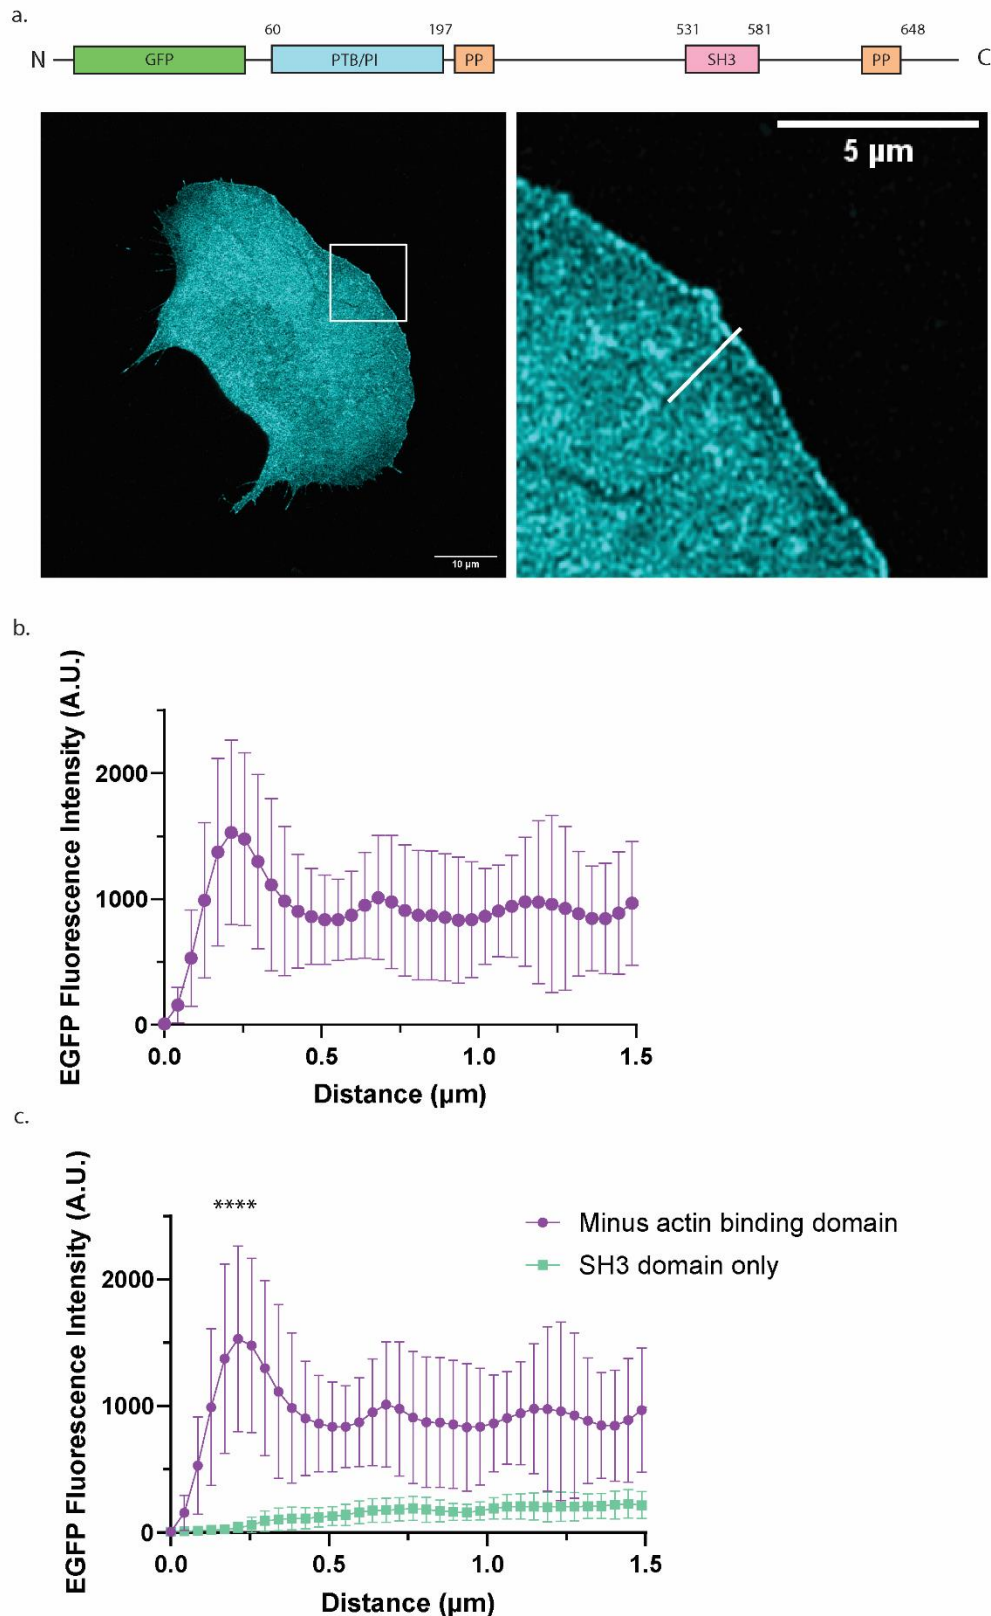 a.
60 197 531 581 648
N GFP PTB/PI PP SH3 PP C
5 µm
10 µm
b.
EGFP Fluorescence Intensity (A.U.)
2000
1000
0
0.0 0.5 1.0 1.5
Distance (µm)
c.
EGFP Fluorescence Intensity (A.U.)
****
Minus actin binding domain
SH3 domain only
2000
1000
0
0.0 0.5 1.0 1.5
Distance (µm)